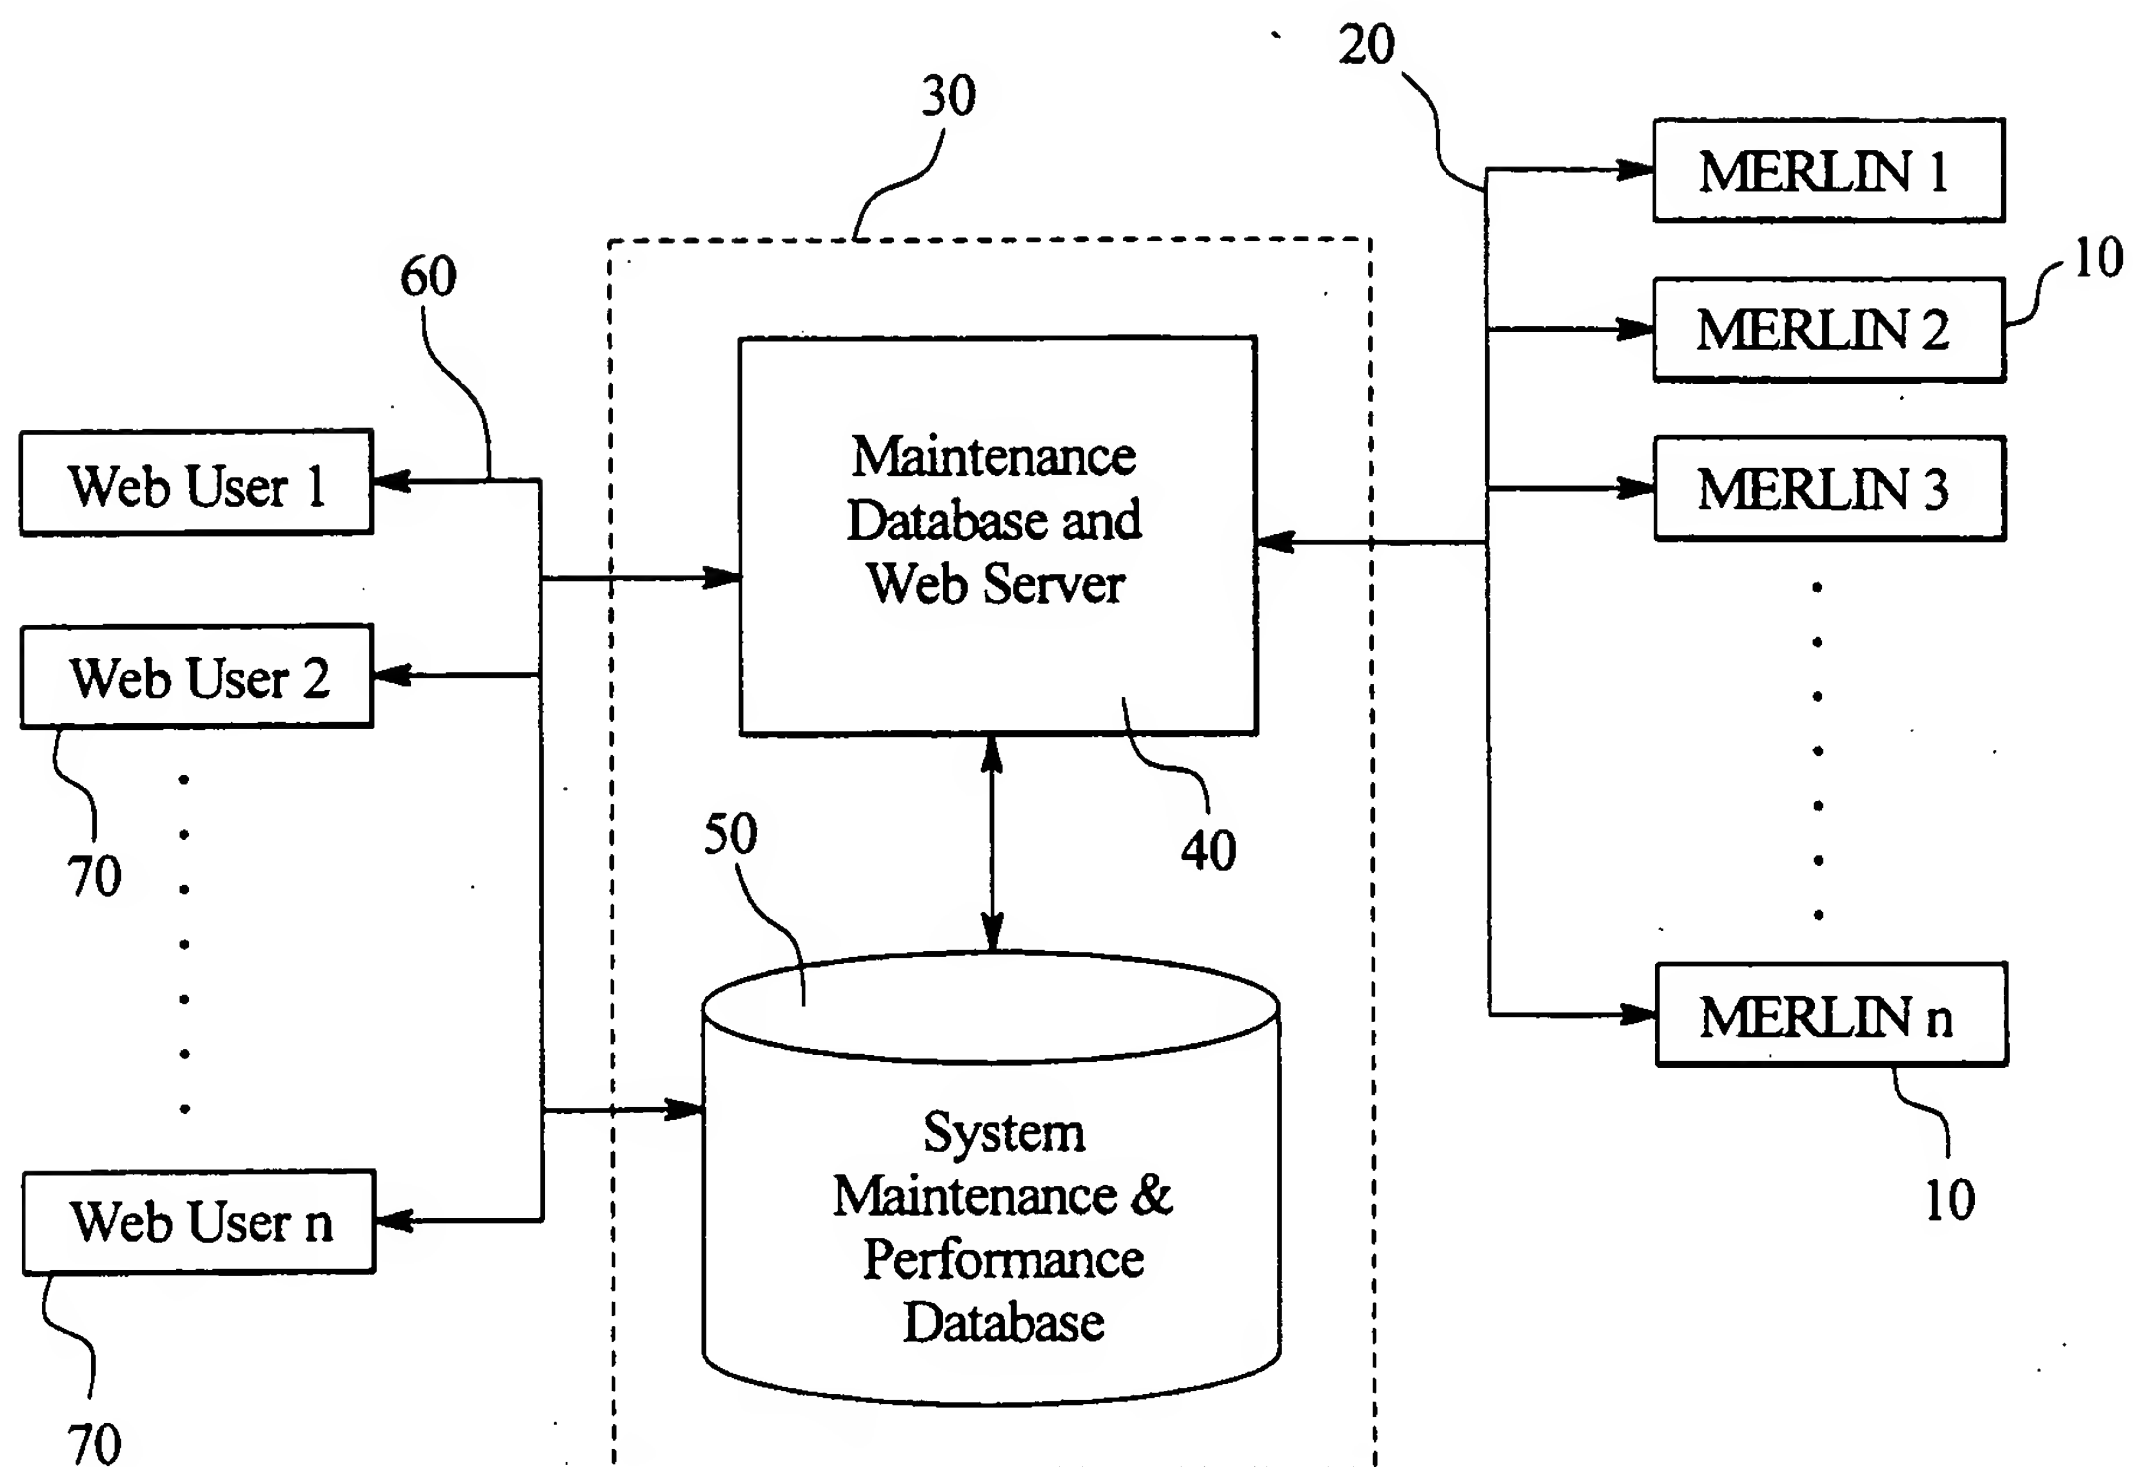 20
30
MERLIN 1
10
60
MERLIN 2
Web User 1
Maintenance
Database and
Web Server
MERLIN 3
Web User 2
70
50
40
MERLIN n
System
Maintenance &
Performance
Database
10
Web User n
70